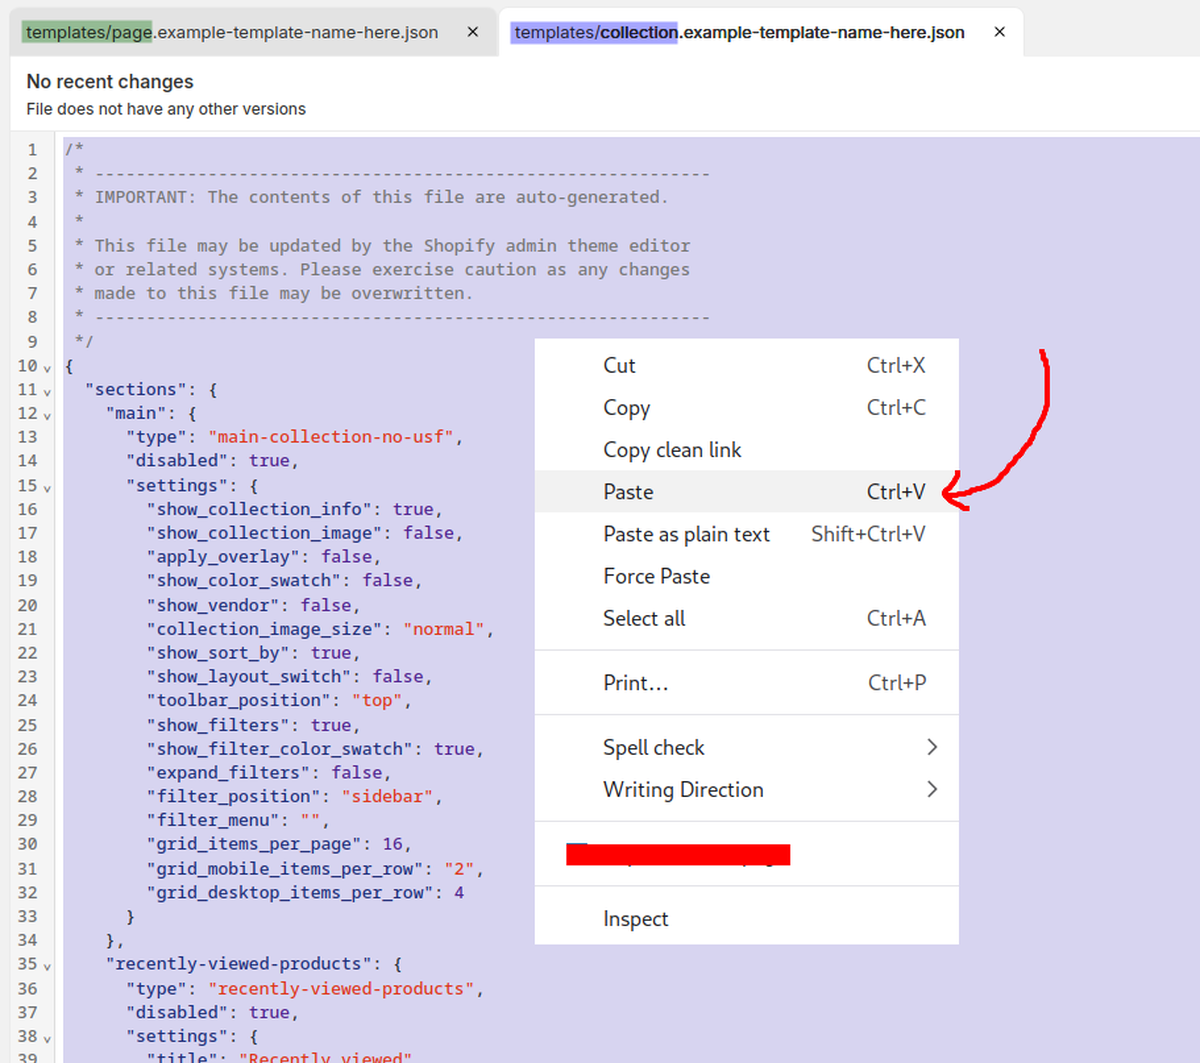 templates/page.example-template-name-here.json ✕ templates/collection.example-template-name-here.json ✕
No recent changes
File does not have any other versions
1 /*
2  * ------------------------------------------------------------
3  * IMPORTANT: The contents of this file are auto-generated.
4  *
5  * This file may be updated by the Shopify admin theme editor
6  * or related systems. Please exercise caution as any changes
7  * made to this file may be overwritten.
8  * ------------------------------------------------------------
9  */
10 {
11   "sections": {
12     "main": {
13       "type": "main-collection-no-usf",
14       "disabled": true,
15       "settings": {
16         "show_collection_info": true,
17         "show_collection_image": false,
18         "apply_overlay": false,
19         "show_color_swatch": false,
20         "show_vendor": false,
21         "collection_image_size": "normal",
22         "show_sort_by": true,
23         "show_layout_switch": false,
24         "toolbar_position": "top",
25         "show_filters": true,
26         "show_filter_color_swatch": true,
27         "expand_filters": false,
28         "filter_position": "sidebar",
29         "filter_menu": "",
30         "grid_items_per_page": 16,
31         "grid_mobile_items_per_row": "2",
32         "grid_desktop_items_per_row": 4
33       }
34     },
35     "recently-viewed-products": {
36       "type": "recently-viewed-products",
37       "disabled": true,
38       "settings": {
39         "title": "Recently viewed"
Cut Ctrl+X
Copy Ctrl+C
Copy clean link
Paste Ctrl+V
Paste as plain text Shift+Ctrl+V
Force Paste
Select all Ctrl+A
Print... Ctrl+P
Spell check
Writing Direction
Inspect